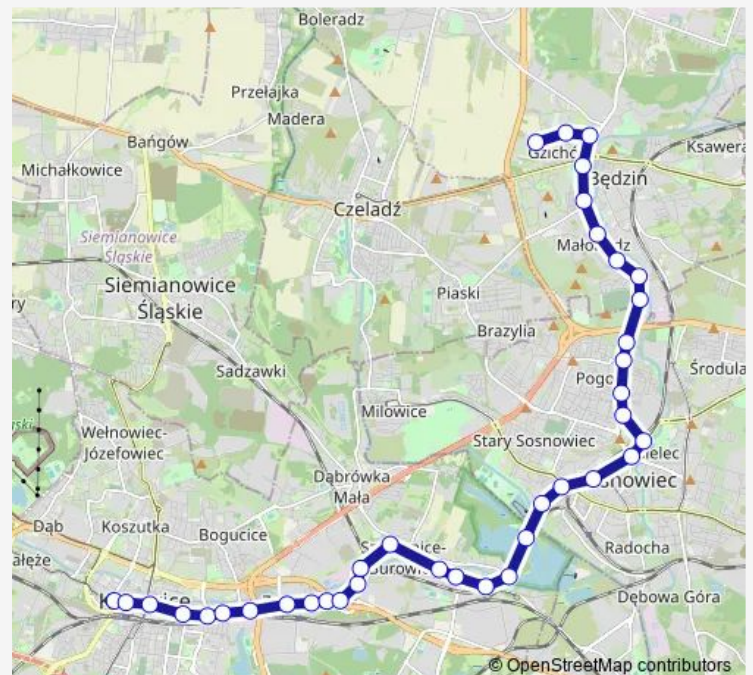 Boleradz
Przełajka
Madera
Bańgów
Ksawera
Michałkowice
Gzichó
Będzin
Czeladź
Siemianowice
Śląskie
Siemianowice
Śląskie
Piaski
Brazylia
Sadzawki
Środula
Pogo
Milowice
Wełnowiec-
Józefowiec
Stary Sosnowiec
Dąbrówka
Mała
Dąb
Koszutka
Bogucice
Radocha
Dębowa Góra
© OpenStreetMap contributors